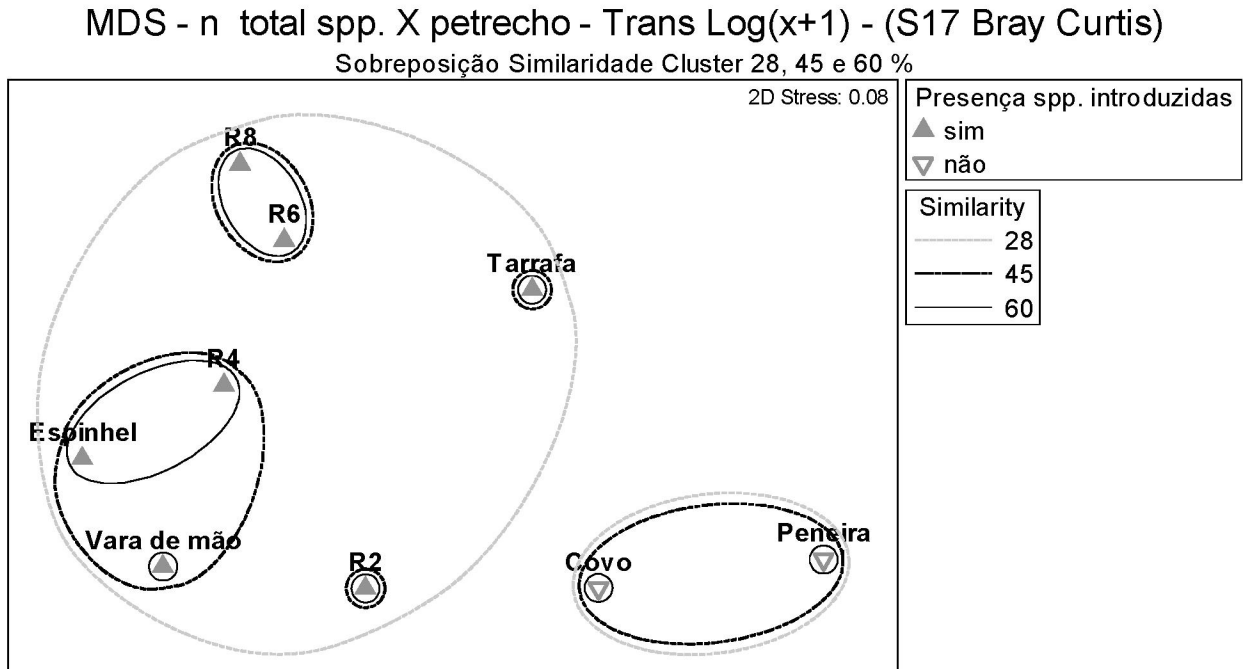 MDS - n total spp. X petrecho - Trans Log(x+1) - (S17 Bray Curtis)
Sobreposição Similaridade Cluster 28, 45 e 60 %
2D Stress: 0.08
Presença spp. introduzidas
sim
não
Similarity
28
45
60
R8
R6
Tarrafa
R4
Espinhel
Vara de mão
R2
Covo
Peneira